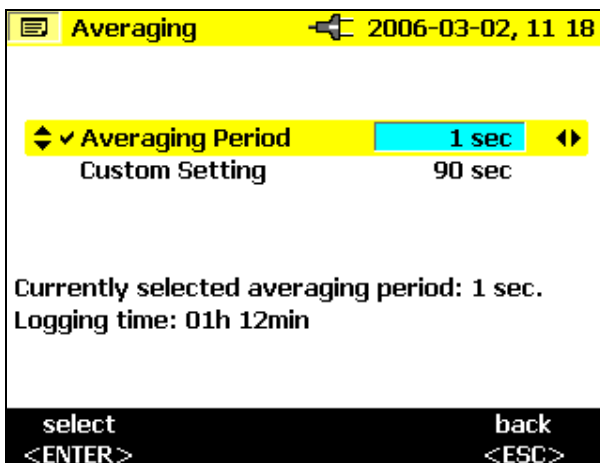 Averaging 2006-03-02, 11 18
Averaging Period 1 sec
Custom Setting 90 sec
Currently selected averaging period: 1 sec.
Logging time: 01h 12min
select back
<ENTER> <ESC>